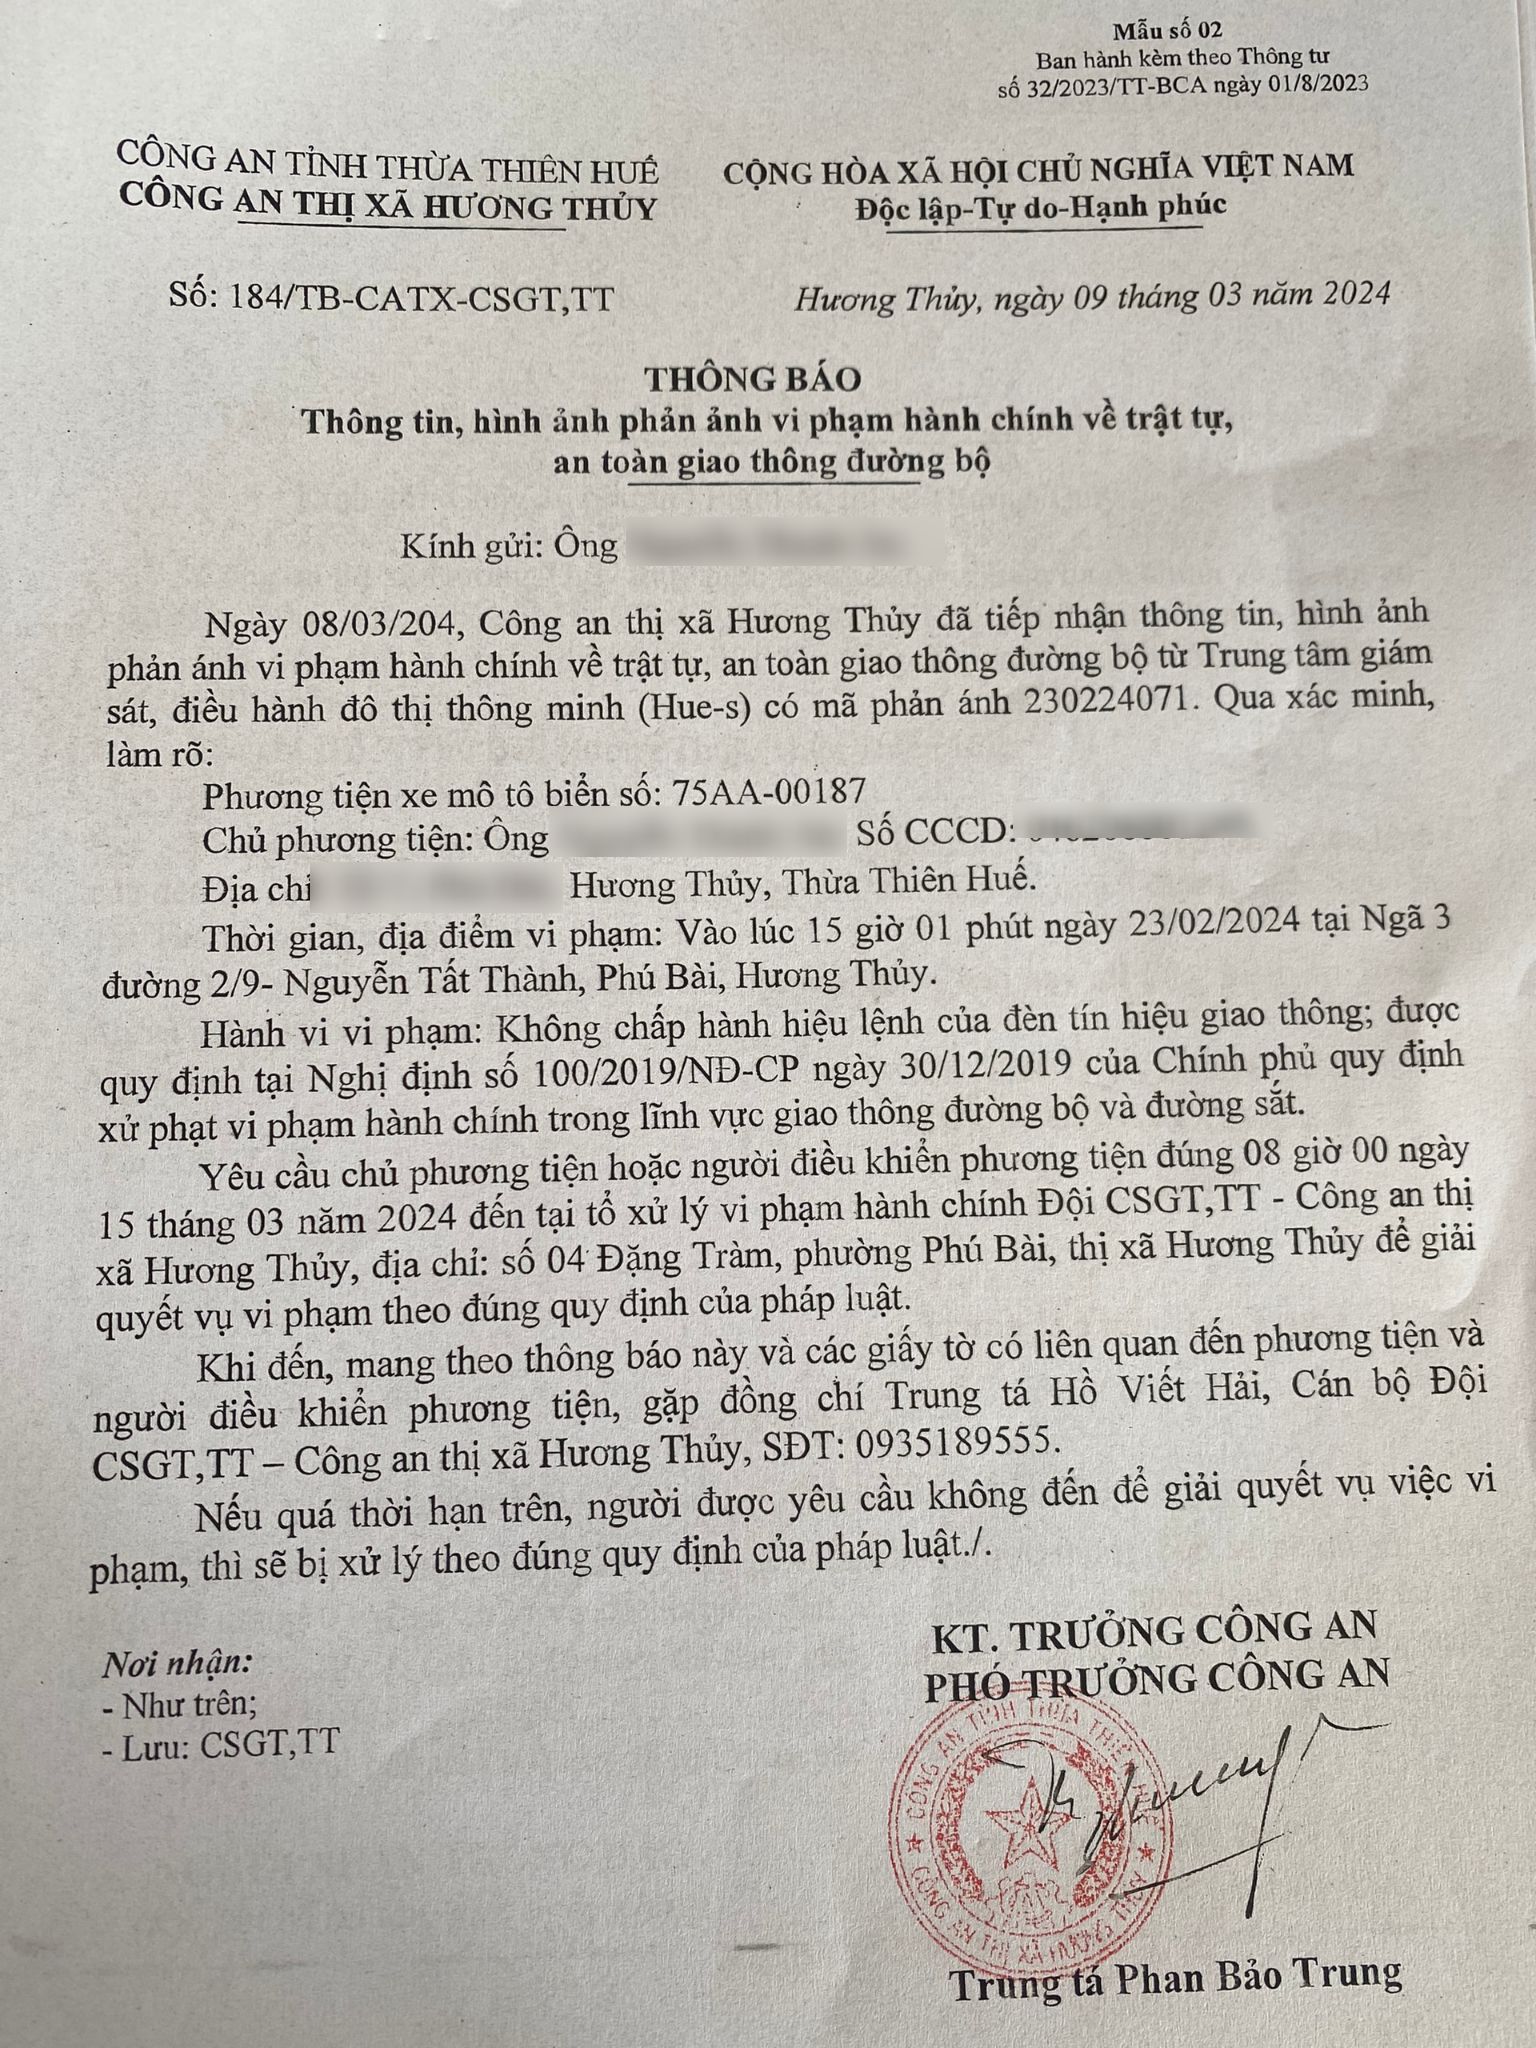 Mẫu số 02
Ban hành kèm theo Thông tư
số 32/2023/TT-BCA ngày 01/8/2023
CÔNG AN TỈNH THỪA THIÊN HUẾ
CÔNG AN THỊ XÃ HƯƠNG THỦY
CỘNG HÒA XÃ HỘI CHỦ NGHĨA VIỆT NAM
Độc lập-Tự do-Hạnh phúc
Số: 184/TB-CATX-CSGT,TT
Hương Thủy, ngày 09 tháng 03 năm 2024
THÔNG BÁO
Thông tin, hình ảnh phản ảnh vi phạm hành chính về trật tự,
an toàn giao thông đường bộ
Kính gửi: Ông
Ngày 08/03/204, Công an thị xã Hương Thủy đã tiếp nhận thông tin, hình ảnh
phản ánh vi phạm hành chính về trật tự, an toàn giao thông đường bộ từ Trung tâm giám
sát, điều hành đô thị thông minh (Hue-s) có mã phản ánh 230224071. Qua xác minh,
làm rõ:
Phương tiện xe mô tô biển số: 75AA-00187
Chủ phương tiện: Ông Số CCCD:
Địa chỉ Hương Thủy, Thừa Thiên Huế.
Thời gian, địa điểm vi phạm: Vào lúc 15 giờ 01 phút ngày 23/02/2024 tại Ngã 3
đường 2/9- Nguyễn Tất Thành, Phú Bài, Hương Thủy.
Hành vi vi phạm: Không chấp hành hiệu lệnh của đèn tín hiệu giao thông; được
quy định tại Nghị định số 100/2019/NĐ-CP ngày 30/12/2019 của Chính phủ quy định
xử phạt vi phạm hành chính trong lĩnh vực giao thông đường bộ và đường sắt.
Yêu cầu chủ phương tiện hoặc người điều khiển phương tiện đúng 08 giờ 00 ngày
15 tháng 03 năm 2024 đến tại tổ xử lý vi phạm hành chính Đội CSGT,TT - Công an thị
xã Hương Thủy, địa chỉ: số 04 Đặng Tràm, phường Phú Bài, thị xã Hương Thủy để giải
quyết vụ vi phạm theo đúng quy định của pháp luật.
Khi đến, mang theo thông báo này và các giấy tờ có liên quan đến phương tiện và
người điều khiển phương tiện, gặp đồng chí Trung tá Hồ Viết Hải, Cán bộ Đội
CSGT,TT – Công an thị xã Hương Thủy, SĐT: 0935189555.
Nếu quá thời hạn trên, người được yêu cầu không đến để giải quyết vụ việc vi
phạm, thì sẽ bị xử lý theo đúng quy định của pháp luật./.
Nơi nhận:
- Như trên;
- Lưu: CSGT,TT
KT. TRƯỞNG CÔNG AN
PHÓ TRƯỞNG CÔNG AN
CÔNG AN TỈNH THỪA THIÊN HUẾ
CÔNG AN THỊ XÃ HƯƠNG THỦY
Trung tá Phan Bảo Trung